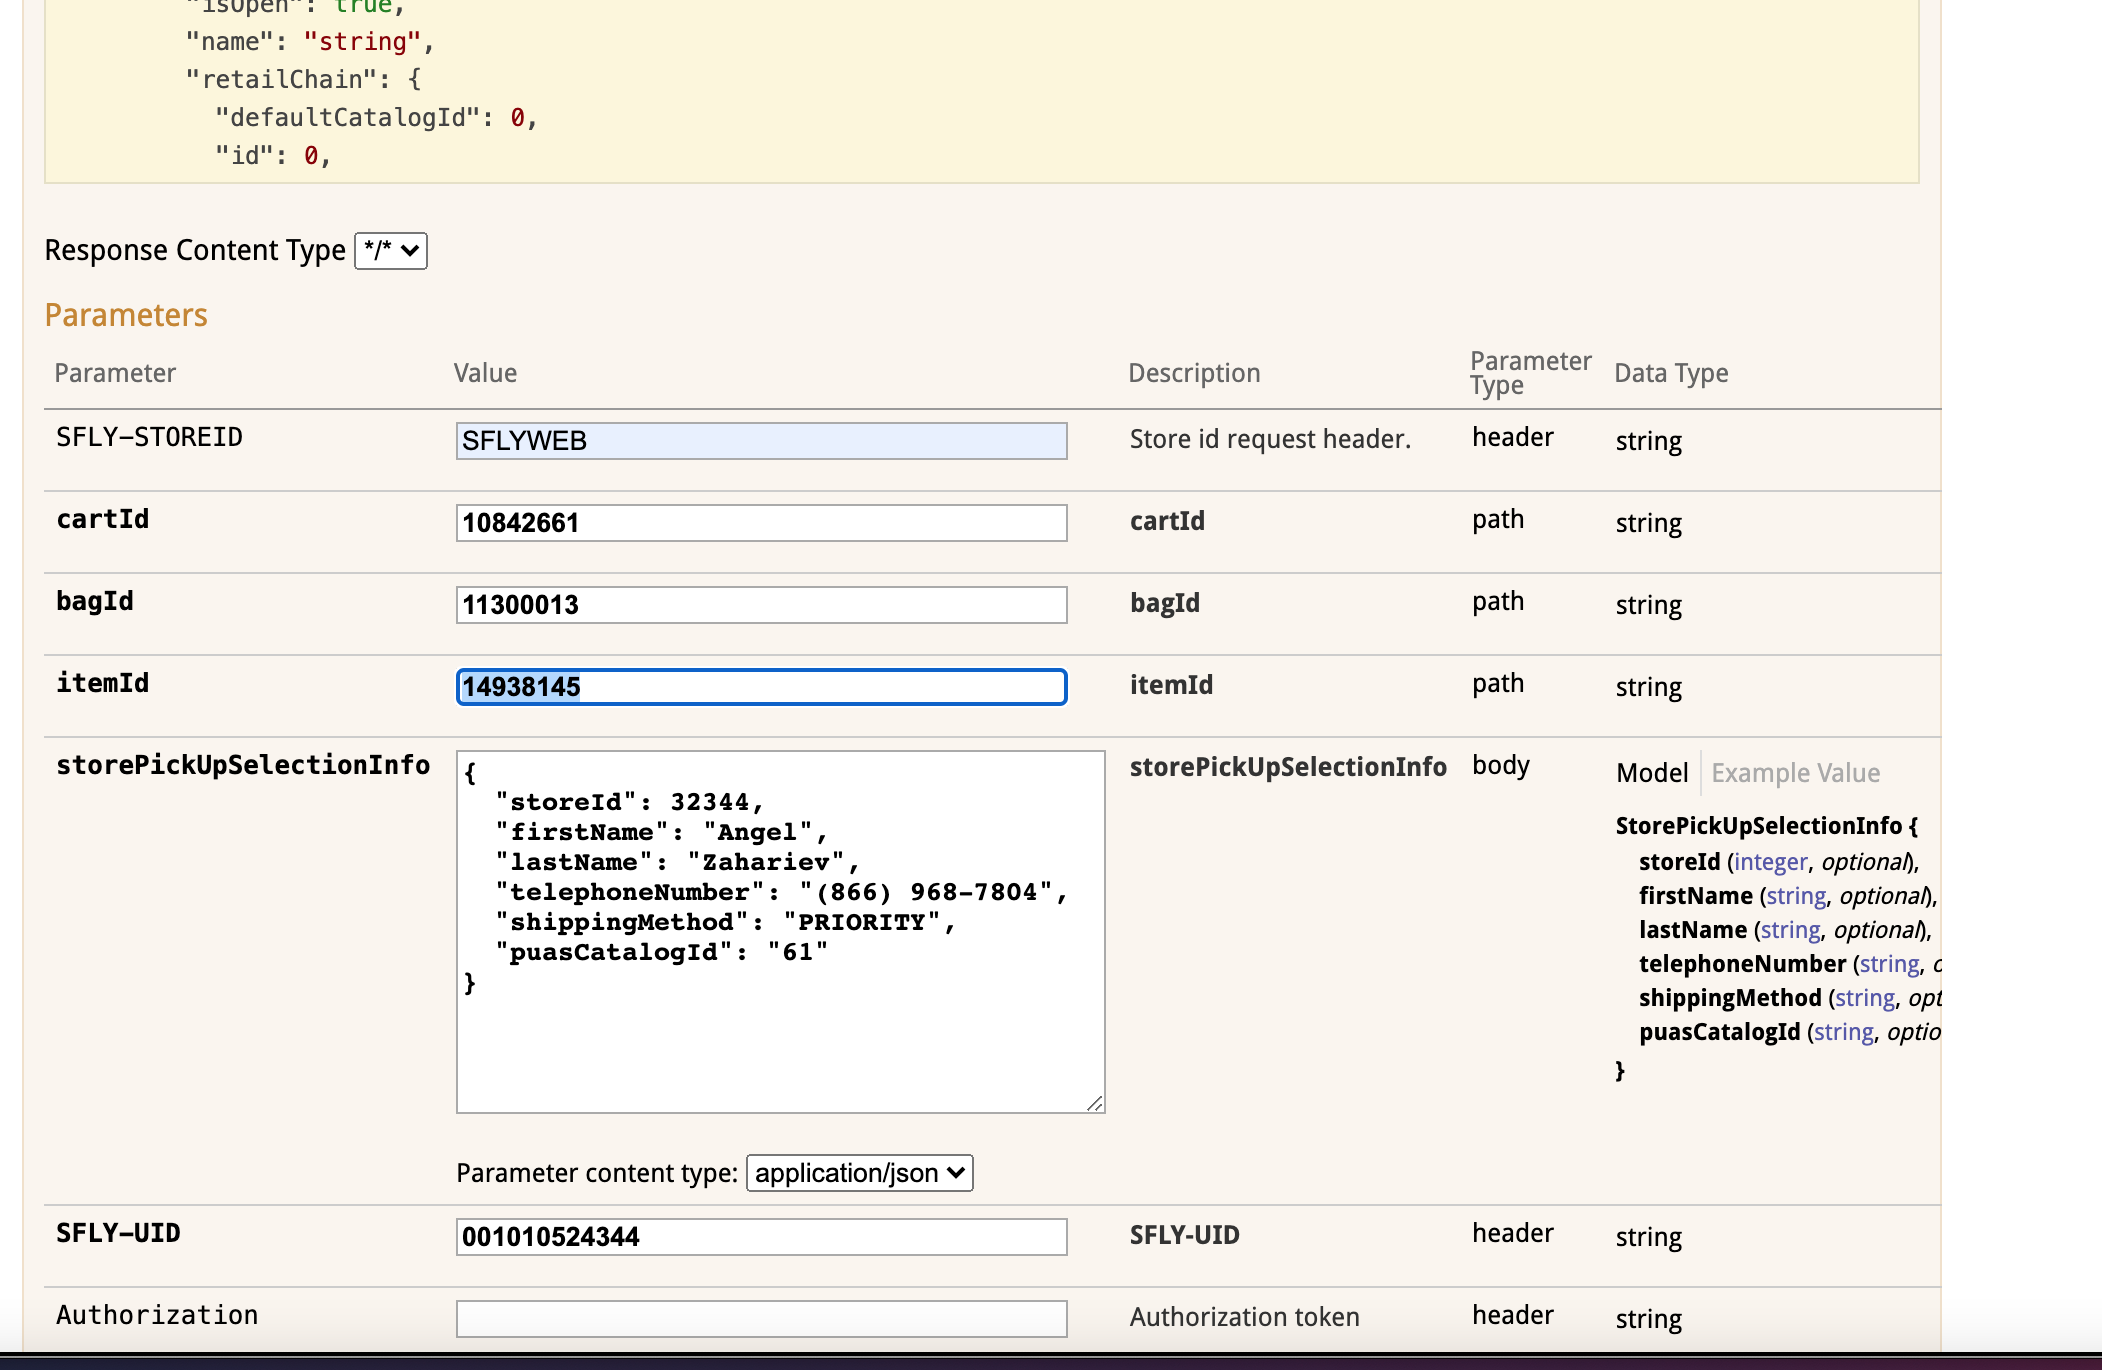 "isOpen": true,
"name": "string",
"retailChain": {
"defaultCatalogId": 0,
"id": 0,
Response Content Type */*
Parameters
Parameter Value Description Parameter Type Data Type
SFLY-STOREID SFLYWEB Store id request header. header string
cartId 10842661 cartId path string
bagId 11300013 bagId path string
itemId 14938145 itemId path string
storePickUpSelectionInfo
{
"storeId": 32344,
"firstName": "Angel",
"lastName": "Zahariev",
"telephoneNumber": "(866) 968-7804",
"shippingMethod": "PRIORITY",
"puasCatalogId": "61"
}
Parameter content type: application/json
storePickUpSelectionInfo body
Model Example Value
StorePickUpSelectionInfo {
storeId (integer, optional),
firstName (string, optional),
lastName (string, optional),
telephoneNumber (string, o
shippingMethod (string, opt
puasCatalogId (string, optio
}
SFLY-UID 001010524344 SFLY-UID header string
Authorization Authorization token header string